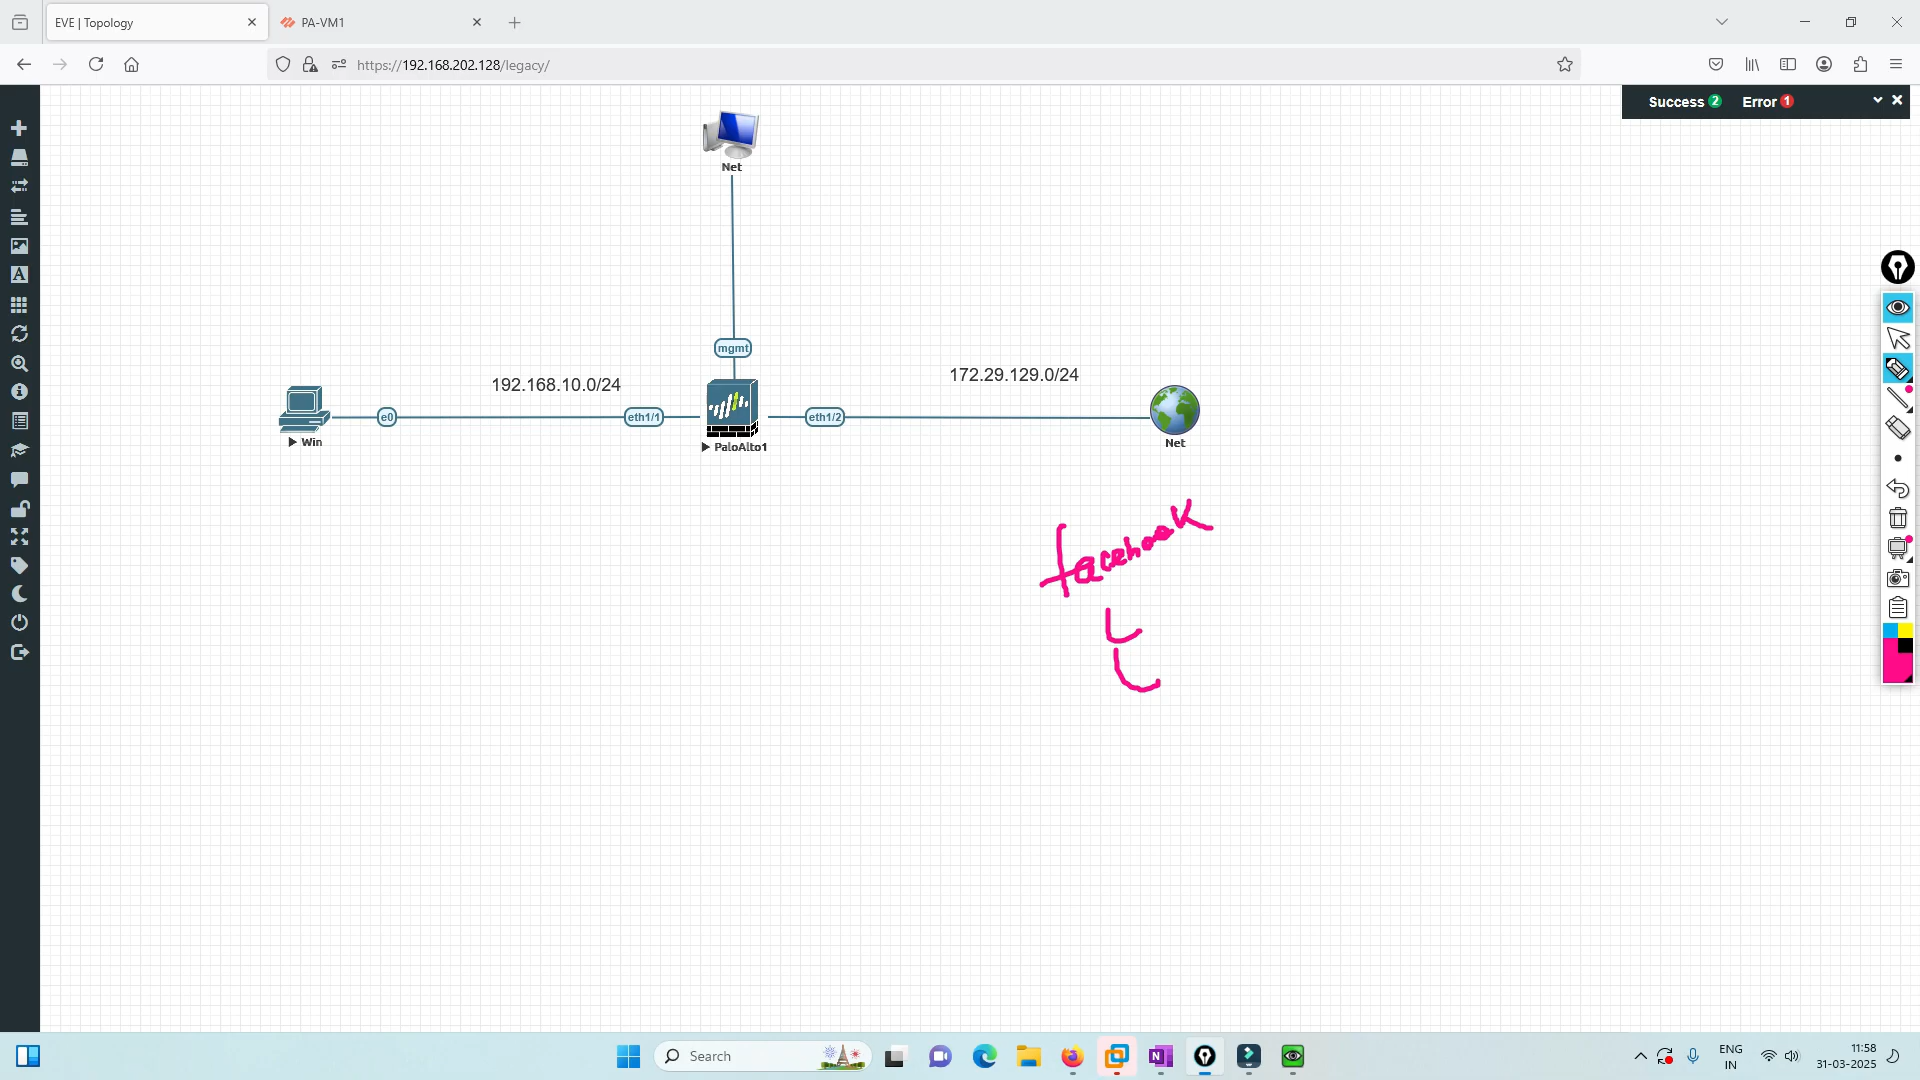 EVE | Topology
PA-VM1
https://192.168.202.128/legacy/
Success 2 Error 1
Net
mgmt
192.168.10.0/24
172.29.129.0/24
e0
eth1/1
eth1/2
Win
PaloAlto1
Net
facebook
A
Search
N
ENG
IN
11:58
31-03-2025